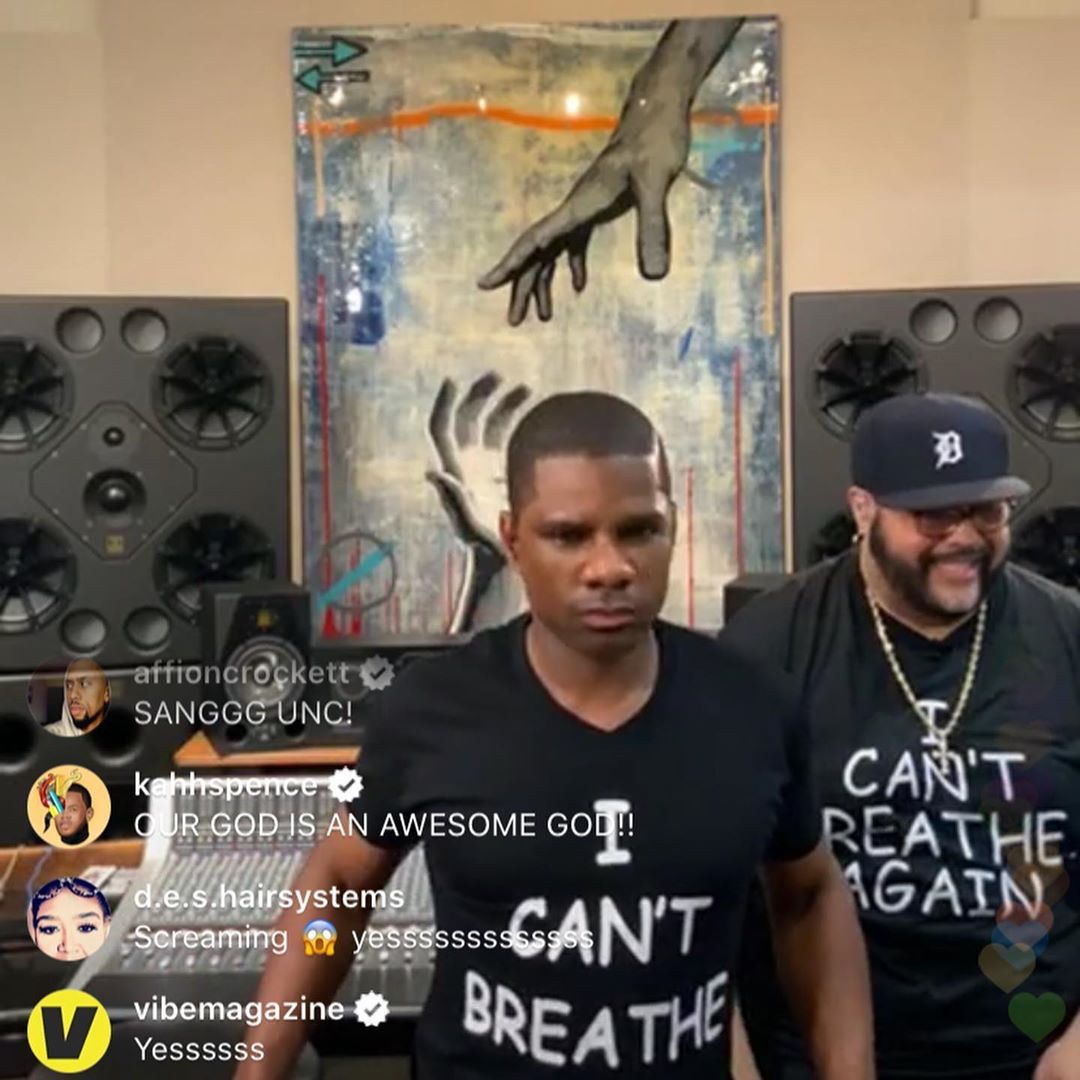 affioncrockett
SANGGG UNC!
kahhspence
OUR GOD IS AN AWESOME GOD!!
d.e.s.hairsystems
Screaming 😱 yesssssssssssss
vibemagazine
Yessssss
V
D
I
CAN'T
BREATHE
I
CAN'T
BREATHE
AGAIN